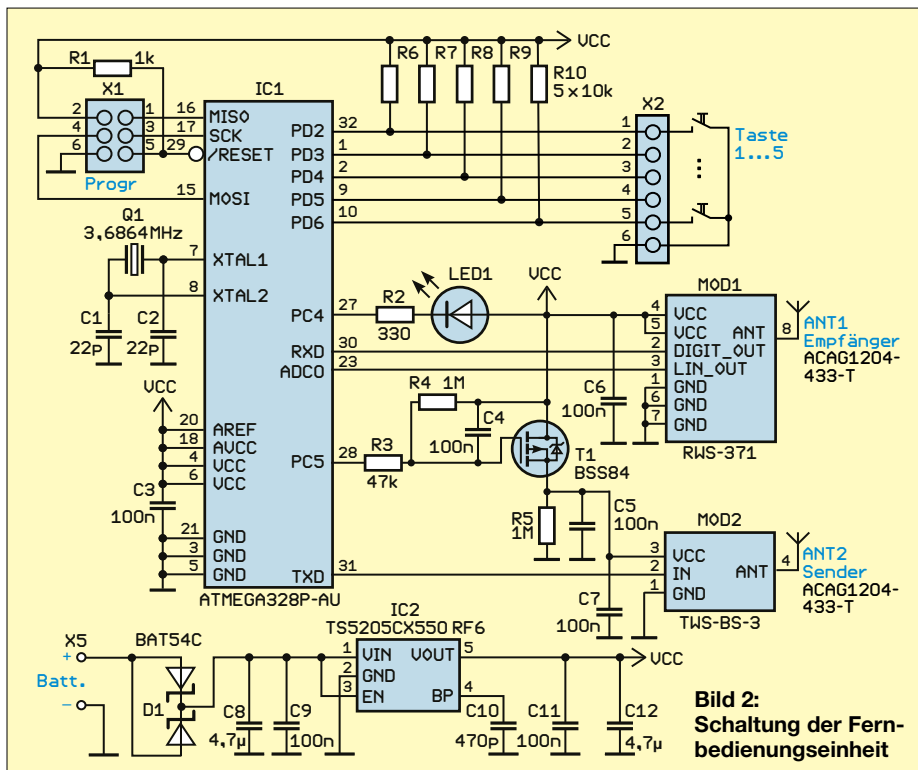 VCC
R1
1k
R6
R7
R8
R9
R10
5x10k
X1
2
1
4
3
6
5
Progr
IC1
16
17
29
15
MISO
SCK
/RESET
MOSI
PD2
PD3
PD4
PD5
PD6
32
1
2
9
10
X2
1
2
3
4
5
6
Taste
1...5
...
Q1
3,6864MHz
7
8
XTAL1
XTAL2
C1
22p
C2
22p
PC4
RXD
ADC0
27
30
23
R2
330
LED1
VCC
MOD1
4
5
2
3
1
6
7
VCC
VCC
DIGIT_OUT
LIN_OUT
GND
GND
GND
ANT
8
RWS-371
ANT1
Empfänger
ACAG1204-
433-T
C6
100n
R4 1M
C4
100n
T1
BSS84
PC5
28
R3
47k
VCC
20
18
4
6
AREF
AVCC
VCC
VCC
C3
100n
21
3
5
GND
GND
GND
TXD
31
ATMEGA328P-AU
R5
1M
C5
100n
C7
100n
MOD2
3
2
1
VCC
IN
GND
ANT
4
TWS-BS-3
ANT2
Sender
ACAG1204-
433-T
X5
+
Batt.
–
BAT54C
D1
C8
4,7µ
C9
100n
IC2
TS5205CX550 RF6
1
2
3
VIN
GND
EN
VOUT
BP
5
4
C10
470p
C11
100n
C12
4,7µ
VCC
Bild 2:
Schaltung der Fern-
bedienungseinheit